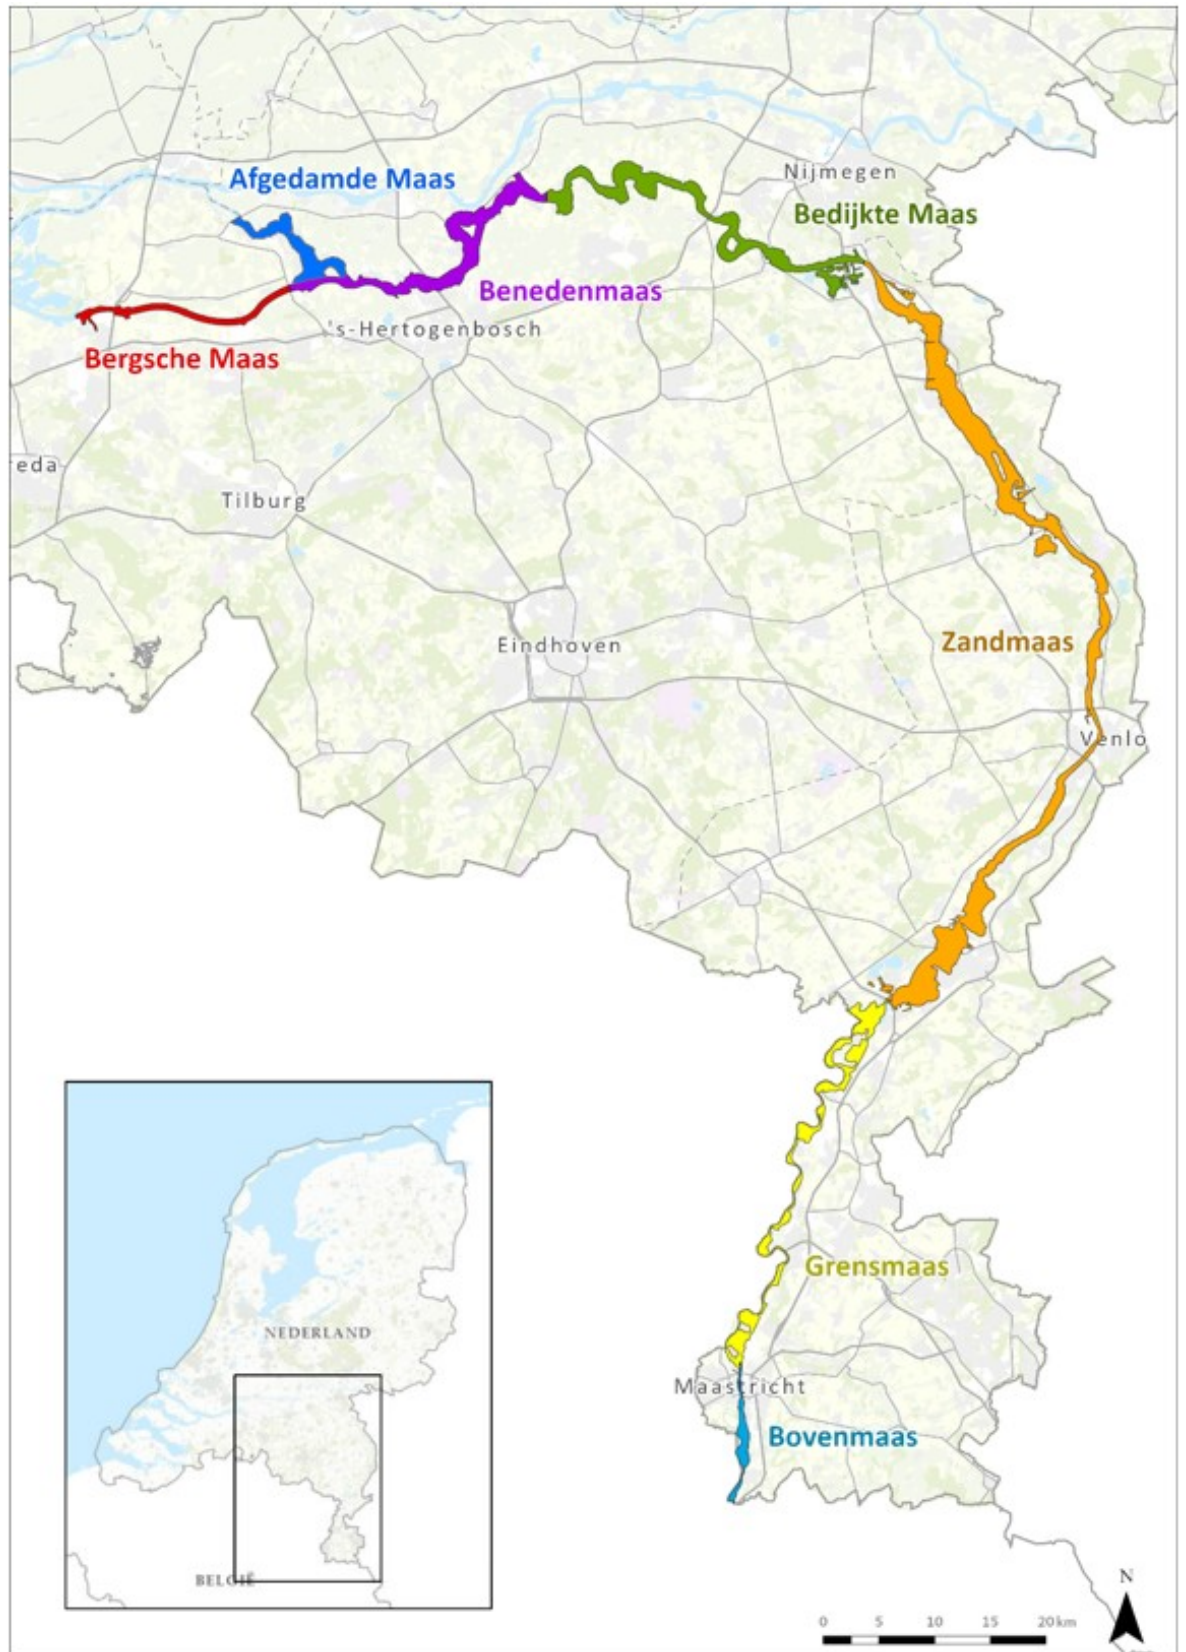 Nijmegen
Afgedamde Maas
Bedijkte Maas
Benedenmaas
's-Hertogenbosch
Bergsche Maas
eda
Tilburg
Eindhoven
Zandmaas
Venlo
Grensmaas
NEDERLAND
Maastricht
Bovenmaas
BELGIË
N
0 5 10 15 20 km